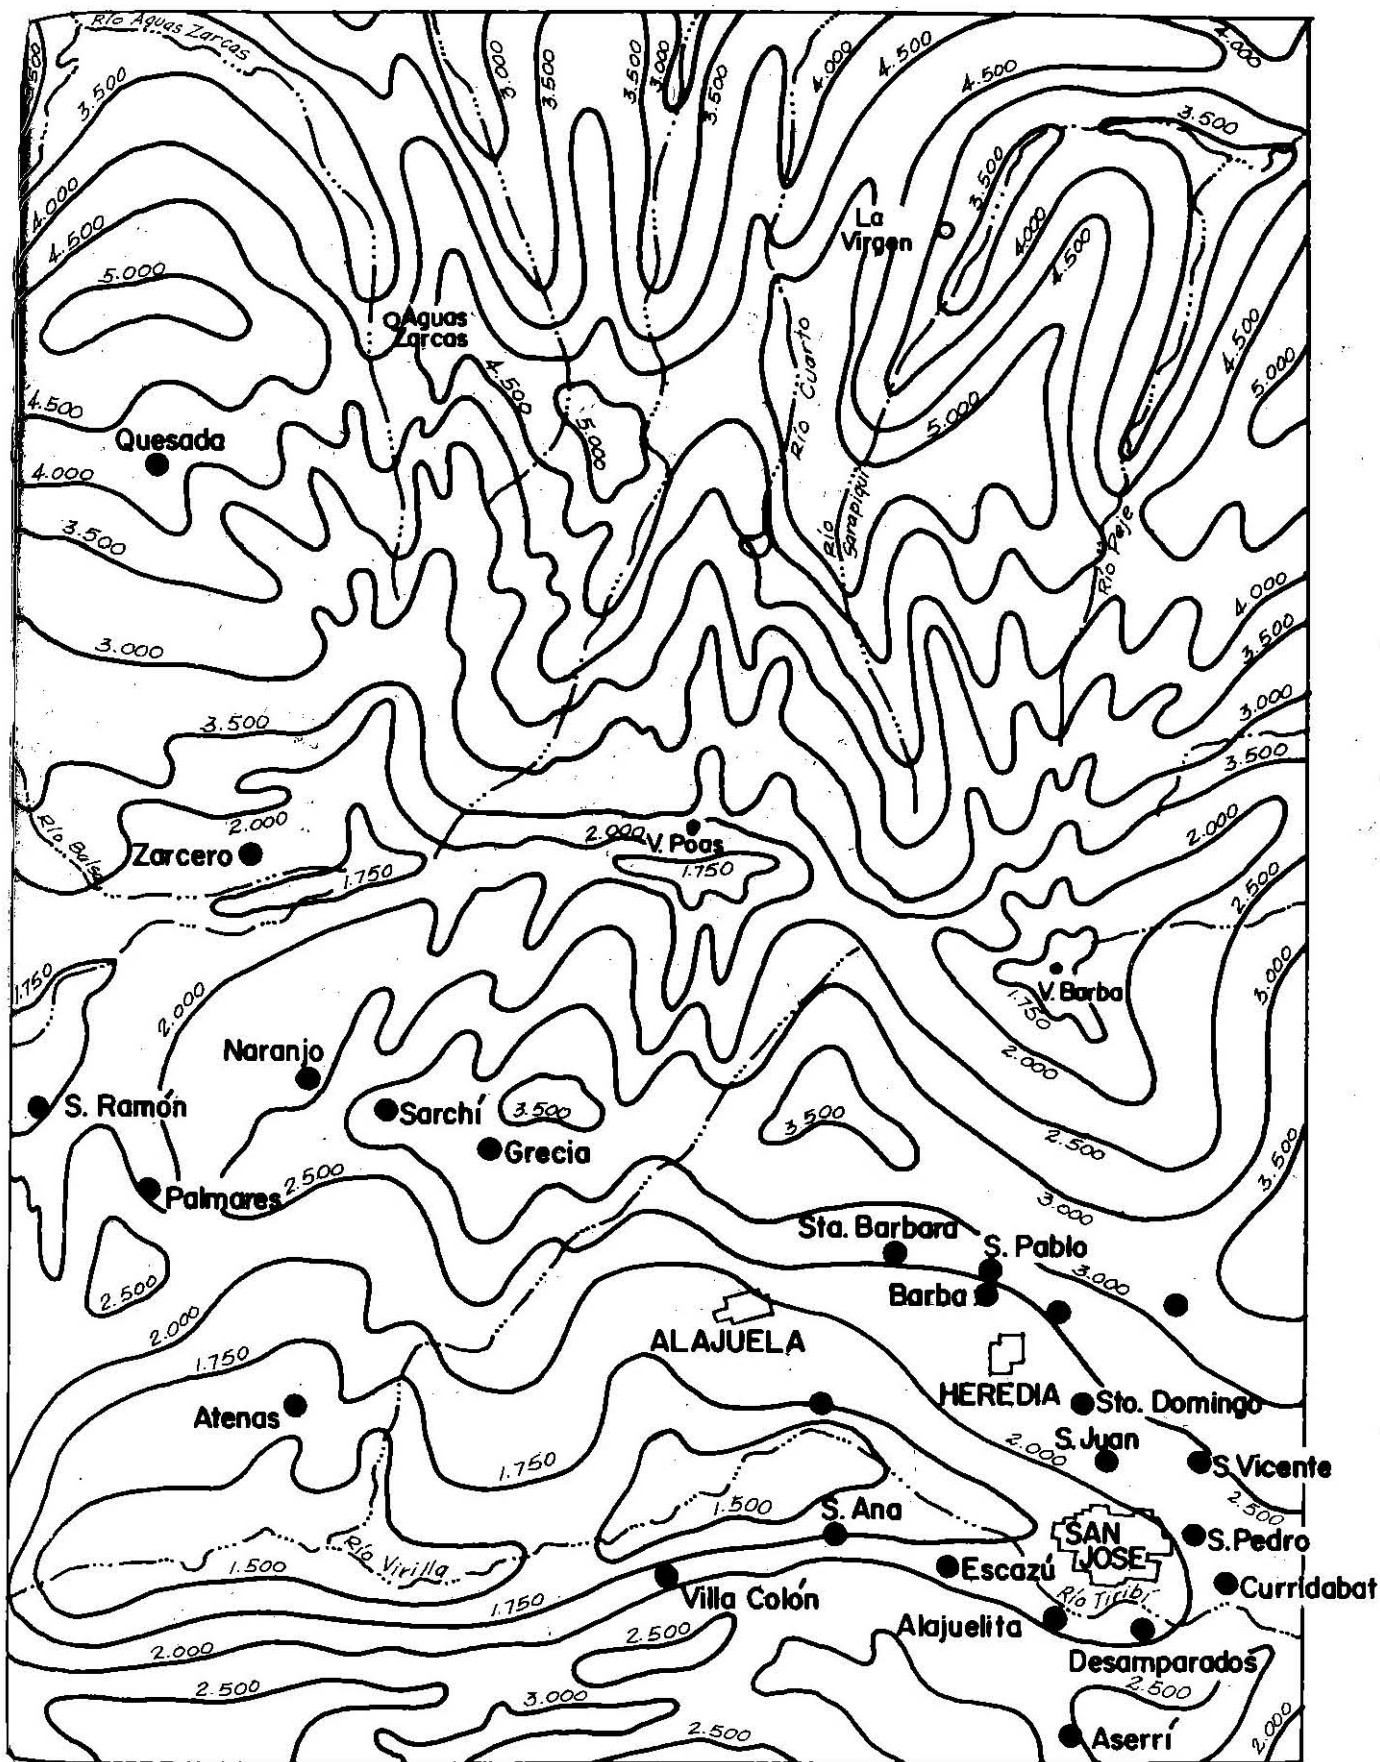 Río Aguas Zarcas
3.500
3.500
3.000
3.500
3.500
3.000
3.500
4.000
4.500
4.500
4.000
3.500
4.000
4.500
5.000
3.500
4.000
4.500
La
Virgen
Aguas
Zarcas
Río Cuarto
4.500
5.000
4.500
5.000
5.000
4.500
Quesada
4.000
3.500
Río
Sarapiquí
Río Peje
4.000
3.500
3.000
3.000
3.500
3.500
2.000
Río Balsa
2.000
Zarcero
2.000
V. Poas
1.750
1.750
2.500
1.750
V. Barba
1.750
3.000
2.000
Naranjo
2.000
S. Ramón
Sarchí
3.500
3.500
Grecia
2.500
3.500
Palmares
2.500
3.000
Sta. Barbara
S. Pablo
3.000
Barba
2.500
2.000
ALAJUELA
1.750
HEREDIA
Sto. Domingo
Atenas
2.000
S. Juan
S. Vicente
1.750
2.500
1.500
S. Ana
SAN
JOSE
S. Pedro
Río Virilla
1.500
Escazú
Río Tiribí
Curridabat
Villa Colón
1.750
Alajuelita
2.500
2.000
Desamparados
2.500
2.500
3.000
2.500
Aserrí
2.000